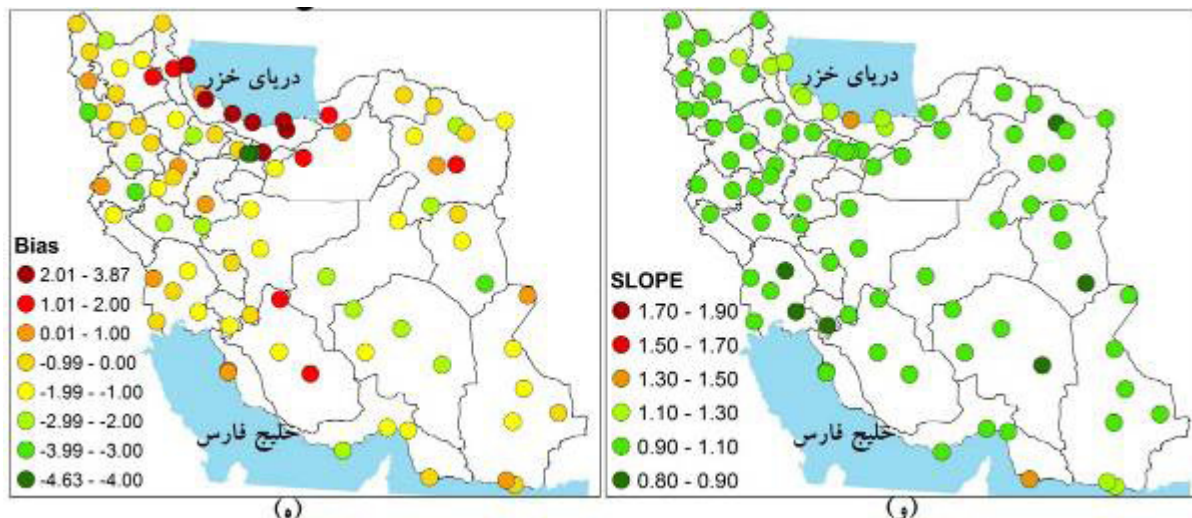 دریای خزر
Bias
2.01 - 3.87
1.01 - 2.00
0.01 - 1.00
-0.99 - 0.00
-1.99 - -1.00
-2.99 - -2.00
-3.99 - -3.00
-4.63 - -4.00
خلیج فارس
(ه)
دریای خزر
SLOPE
1.70 - 1.90
1.50 - 1.70
1.30 - 1.50
1.10 - 1.30
0.90 - 1.10
0.80 - 0.90
خلیج فارس
(و)